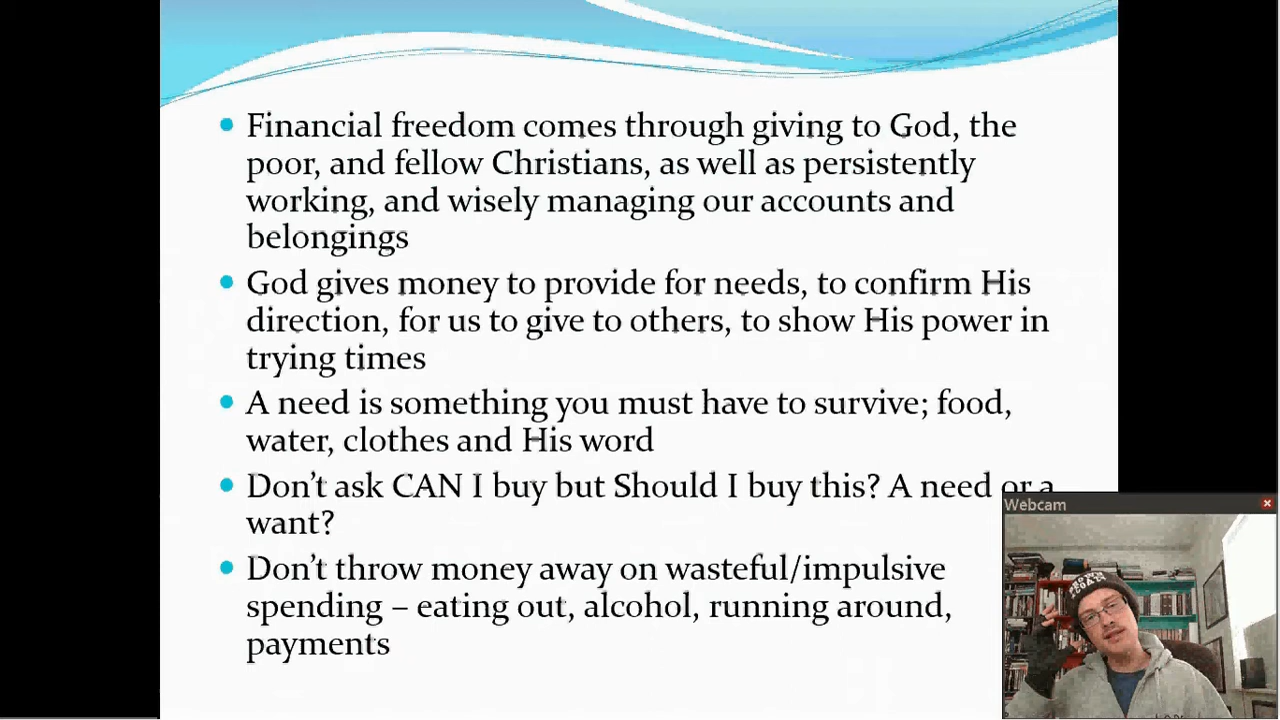 Financial freedom comes through giving to God, the
poor, and fellow Christians, as well as persistently
working, and wisely managing our accounts and
belongings
God gives money to provide for needs, to confirm His
direction, for us to give to others, to show His power in
trying times
A need is something you must have to survive; food,
water, clothes and His word
Don't ask CAN I buy but Should I buy this? A need or a
want?
Don't throw money away on wasteful/impulsive
spending – eating out, alcohol, running around,
payments
Webcam